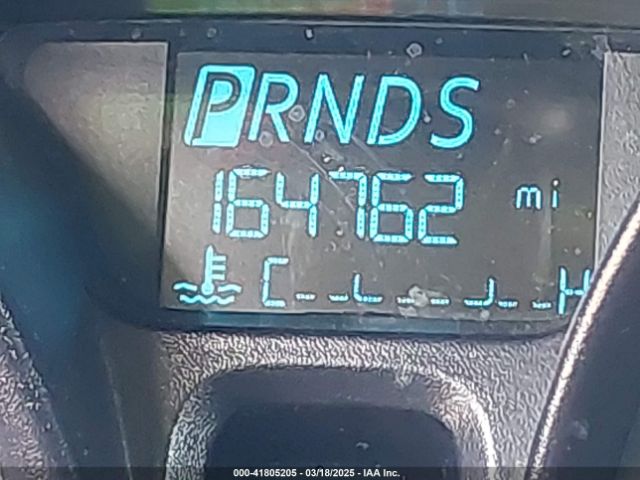 PRNDS
164762 mi
C H
000-41805205 - 03/18/2025 - IAA Inc.